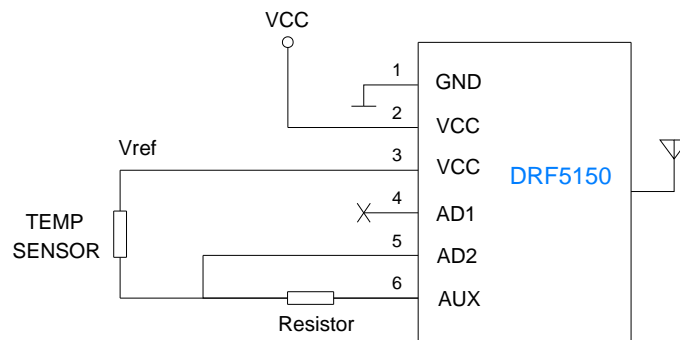 VCC
1
GND
2
VCC
Vref
3
VCC
DRF5150
4
AD1
TEMP
SENSOR
5
AD2
6
AUX
Resistor